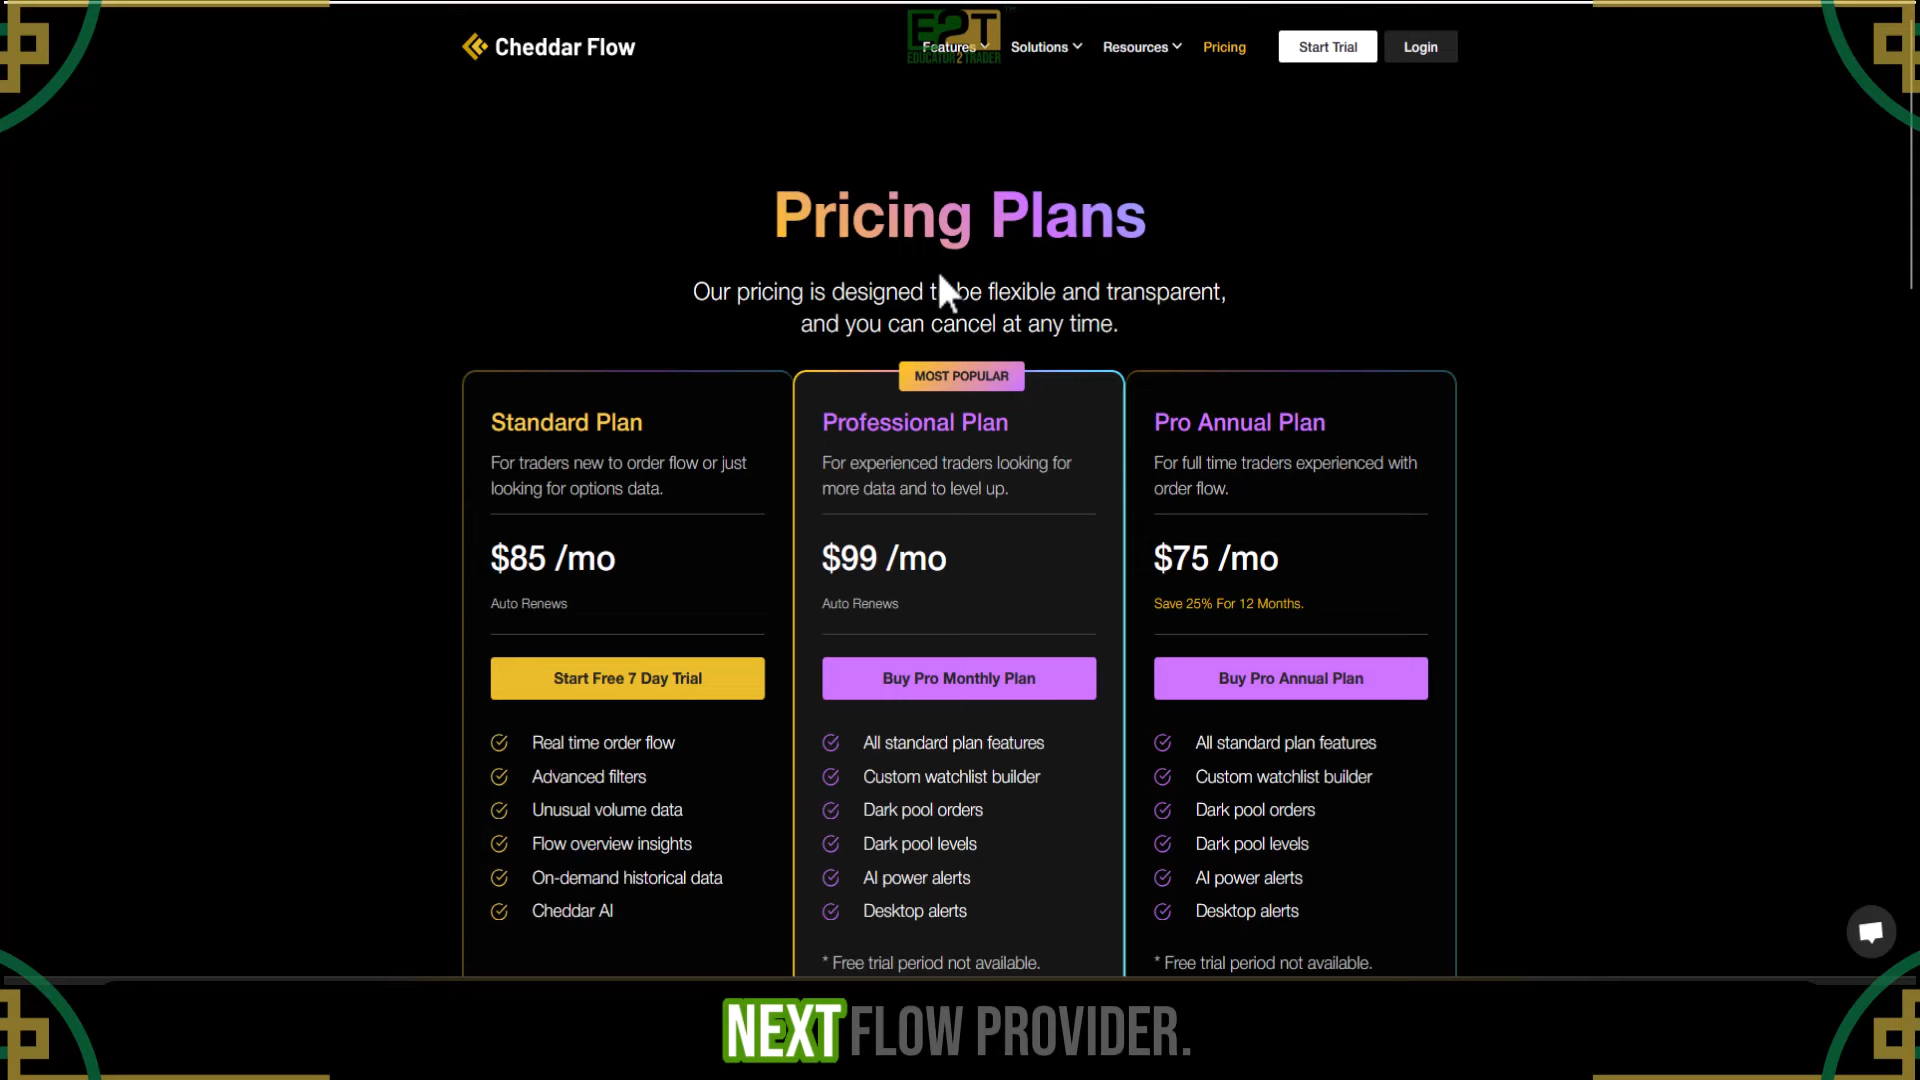 Cheddar Flow
E2T
EDUCATOR2TRADER
Features
Solutions
Resources
Pricing
Start Trial
Login
Pricing Plans
Our pricing is designed to be flexible and transparent,
and you can cancel at any time.
MOST POPULAR
Standard Plan
For traders new to order flow or just
looking for options data.
$85 /mo
Auto Renews
Start Free 7 Day Trial
Real time order flow
Advanced filters
Unusual volume data
Flow overview insights
On-demand historical data
Cheddar AI
Professional Plan
For experienced traders looking for
more data and to level up.
$99 /mo
Auto Renews
Buy Pro Monthly Plan
All standard plan features
Custom watchlist builder
Dark pool orders
Dark pool levels
AI power alerts
Desktop alerts
* Free trial period not available.
Pro Annual Plan
For full time traders experienced with
order flow.
$75 /mo
Save 25% For 12 Months.
Buy Pro Annual Plan
All standard plan features
Custom watchlist builder
Dark pool orders
Dark pool levels
AI power alerts
Desktop alerts
* Free trial period not available.
NEXT FLOW PROVIDER.